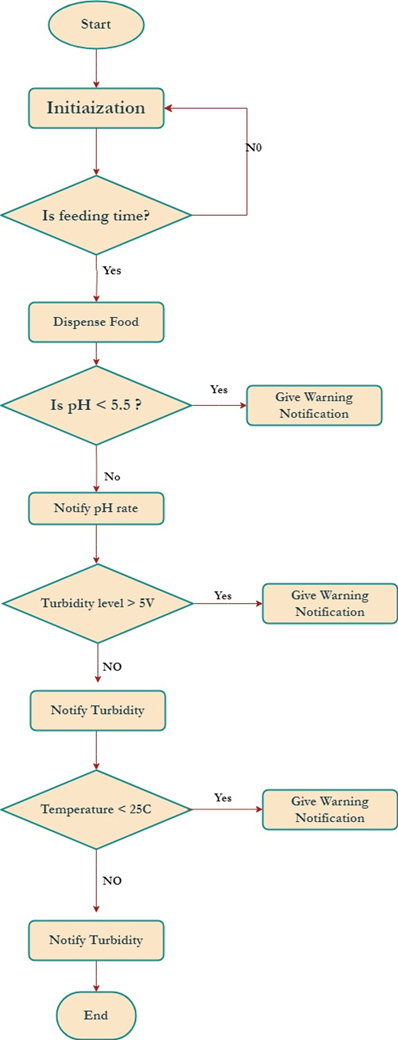 Start
Initiaization
N0
Is feeding time?
Yes
Dispense Food
Is pH < 5.5 ?
Yes
Give Warning
Notification
No
Notify pH rate
Turbidity level > 5V
Yes
Give Warning
Notification
NO
Notify Turbidity
Temperature < 25C
Yes
Give Warning
Notification
NO
Notify Turbidity
End